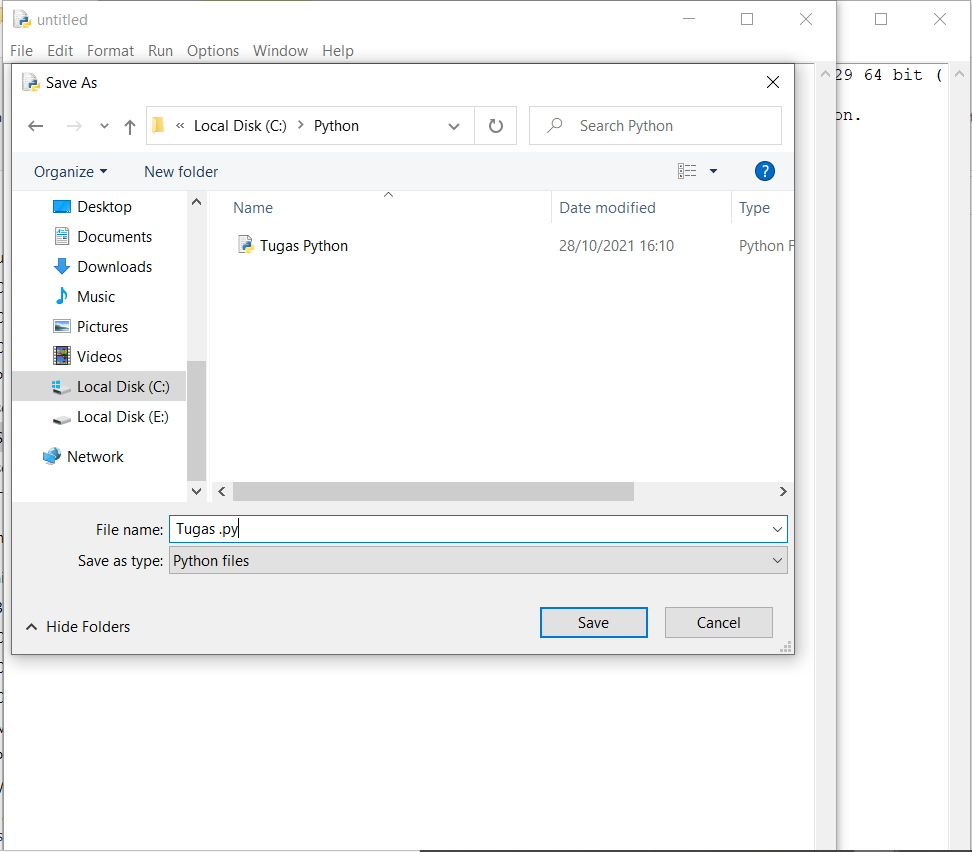 untitled
File Edit Format Run Options Window Help
29 64 bit (
on.
Save As
« Local Disk (C:) > Python
Search Python
Organize
New folder
?
Name Date modified Type
Tugas Python 28/10/2021 16:10 Python F
Desktop
Documents
Downloads
Music
Pictures
Videos
Local Disk (C:)
Local Disk (E:)
Network
File name: Tugas .py
Save as type: Python files
Hide Folders
Save
Cancel